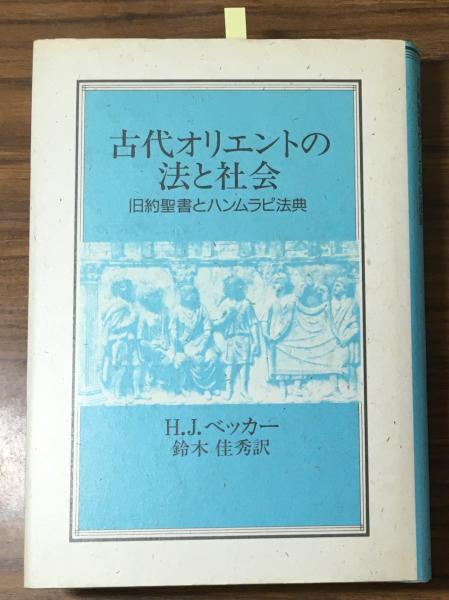 古代オリエントの
法と社会
旧約聖書とハンムラビ法典
H.J.ベッカー
鈴木佳秀訳